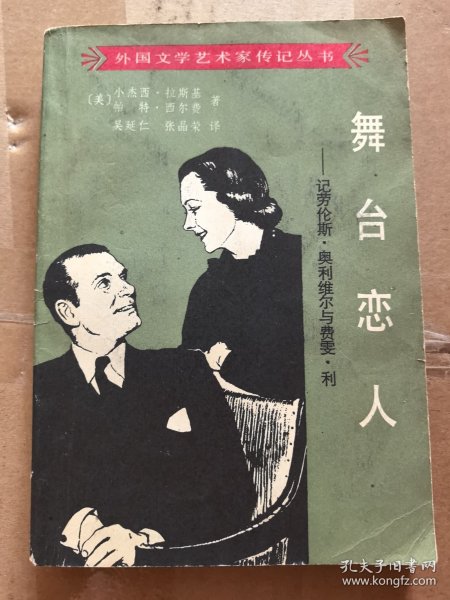 外国文学艺术家传记丛书
〔美〕小杰西·拉斯基
帕特·西尔费 著
吴延仁 张晶荣 译
舞台恋人
——记劳伦斯·奥利维尔与费雯·利
孔夫子旧书网
www.kongfz.com